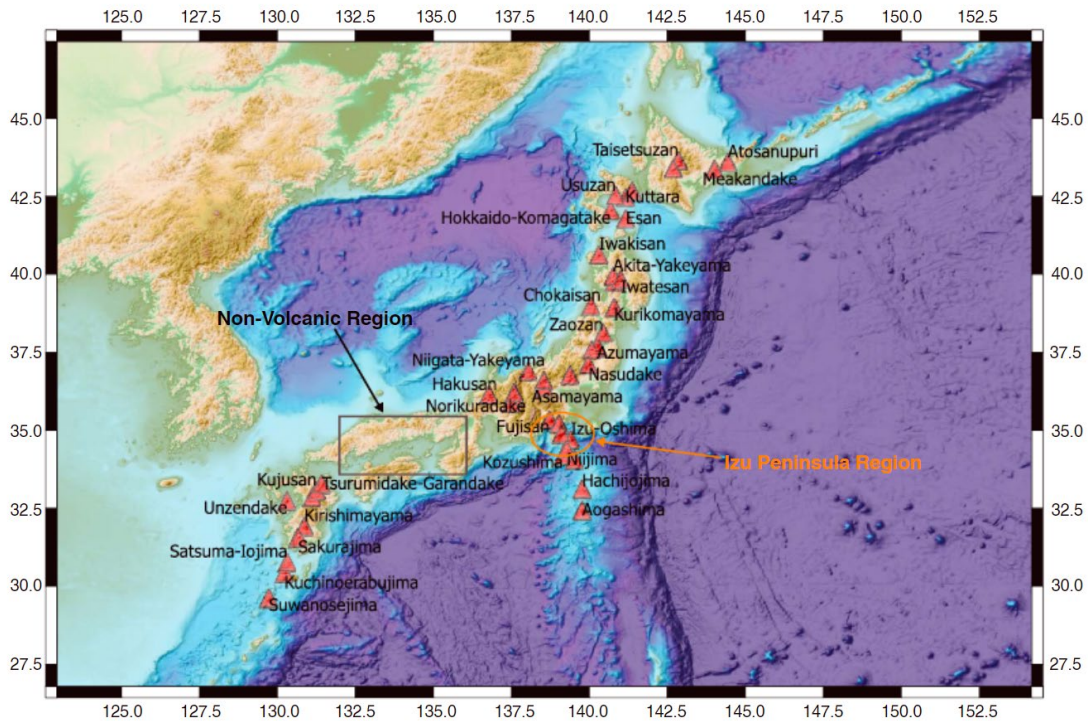 125.0 127.5 130.0 132.5 135.0 137.5 140.0 142.5 145.0 147.5 150.0 152.5
45.0 45.0
Taisetsuzan Atosanupuri
42.5 Usuzan Kuttara Meakandake 42.5
Hokkaido-Komagatake Esan
Iwakisan
40.0 Akita-Yakeyama 40.0
Iwatesan
Chokaisan
Non-Volcanic Region Kurikomayama
Zaozan
37.5 Niigata-Yakeyama Azumayama 37.5
Nasudake
Hakusan Asamayama
Norikuradake
35.0 Fujisan Izu-Oshima 35.0
Kozushima Niijima Izu Peninsula Region
Kujusan Tsurumidake-Garandake Hachijojima
32.5 Unzendake Kirishimayama Aogashima 32.5
Satsuma-Iojima Sakurajima
30.0 Kuchinoerabujima 30.0
Suwanosejima
27.5 27.5
125.0 127.5 130.0 132.5 135.0 137.5 140.0 142.5 145.0 147.5 150.0 152.5